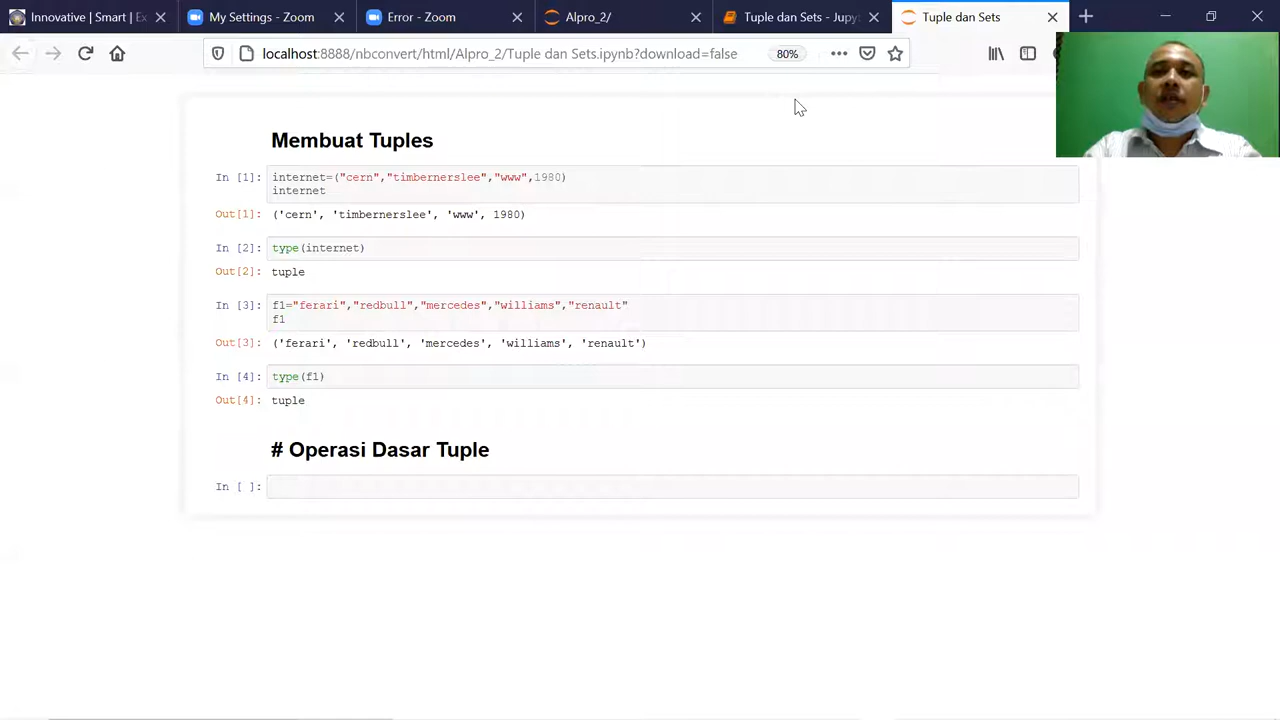 Innovative | Smart | Ex
My Settings - Zoom
Error - Zoom
Alpro_2/
Tuple dan Sets - Jupyt
Tuple dan Sets
localhost:8888/nbconvert/html/Alpro_2/Tuple dan Sets.ipynb?download=false
80%
Membuat Tuples
In [1]: internet=("cern","timbernerslee","www",1980)
internet
Out[1]: ('cern', 'timbernerslee', 'www', 1980)
In [2]: type(internet)
Out[2]: tuple
In [3]: f1="ferari","redbull","mercedes","williams","renault"
f1
Out[3]: ('ferari', 'redbull', 'mercedes', 'williams', 'renault')
In [4]: type(f1)
Out[4]: tuple
# Operasi Dasar Tuple
In [ ]: